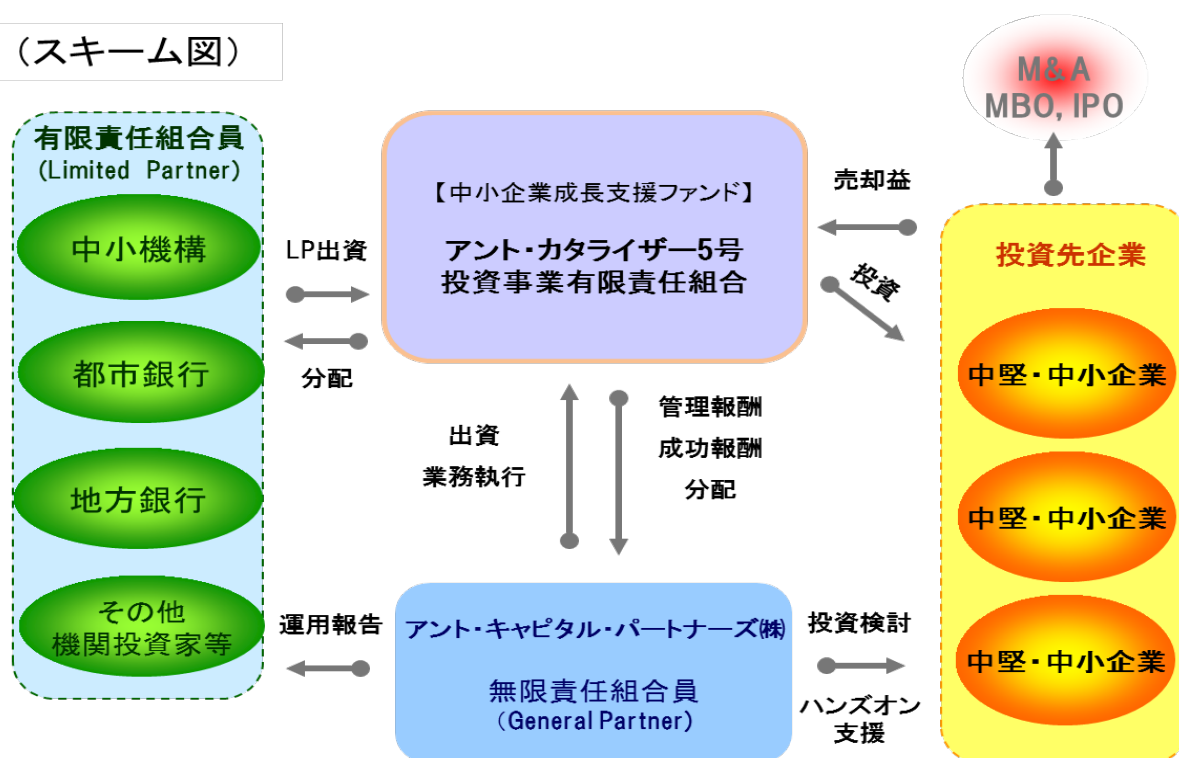 （スキーム図）
有限責任組合員
(Limited Partner)
中小機構
都市銀行
地方銀行
その他
機関投資家等
LP出資
分配
【中小企業成長支援ファンド】
アント・カタライザー5号
投資事業有限責任組合
出資
業務執行
管理報酬
成功報酬
分配
運用報告
アント・キャピタル・パートナーズ㈱
無限責任組合員
（General Partner)
売却益
投資
投資検討
ハンズオン
支援
M&A
MBO, IPO
投資先企業
中堅・中小企業
中堅・中小企業
中堅・中小企業